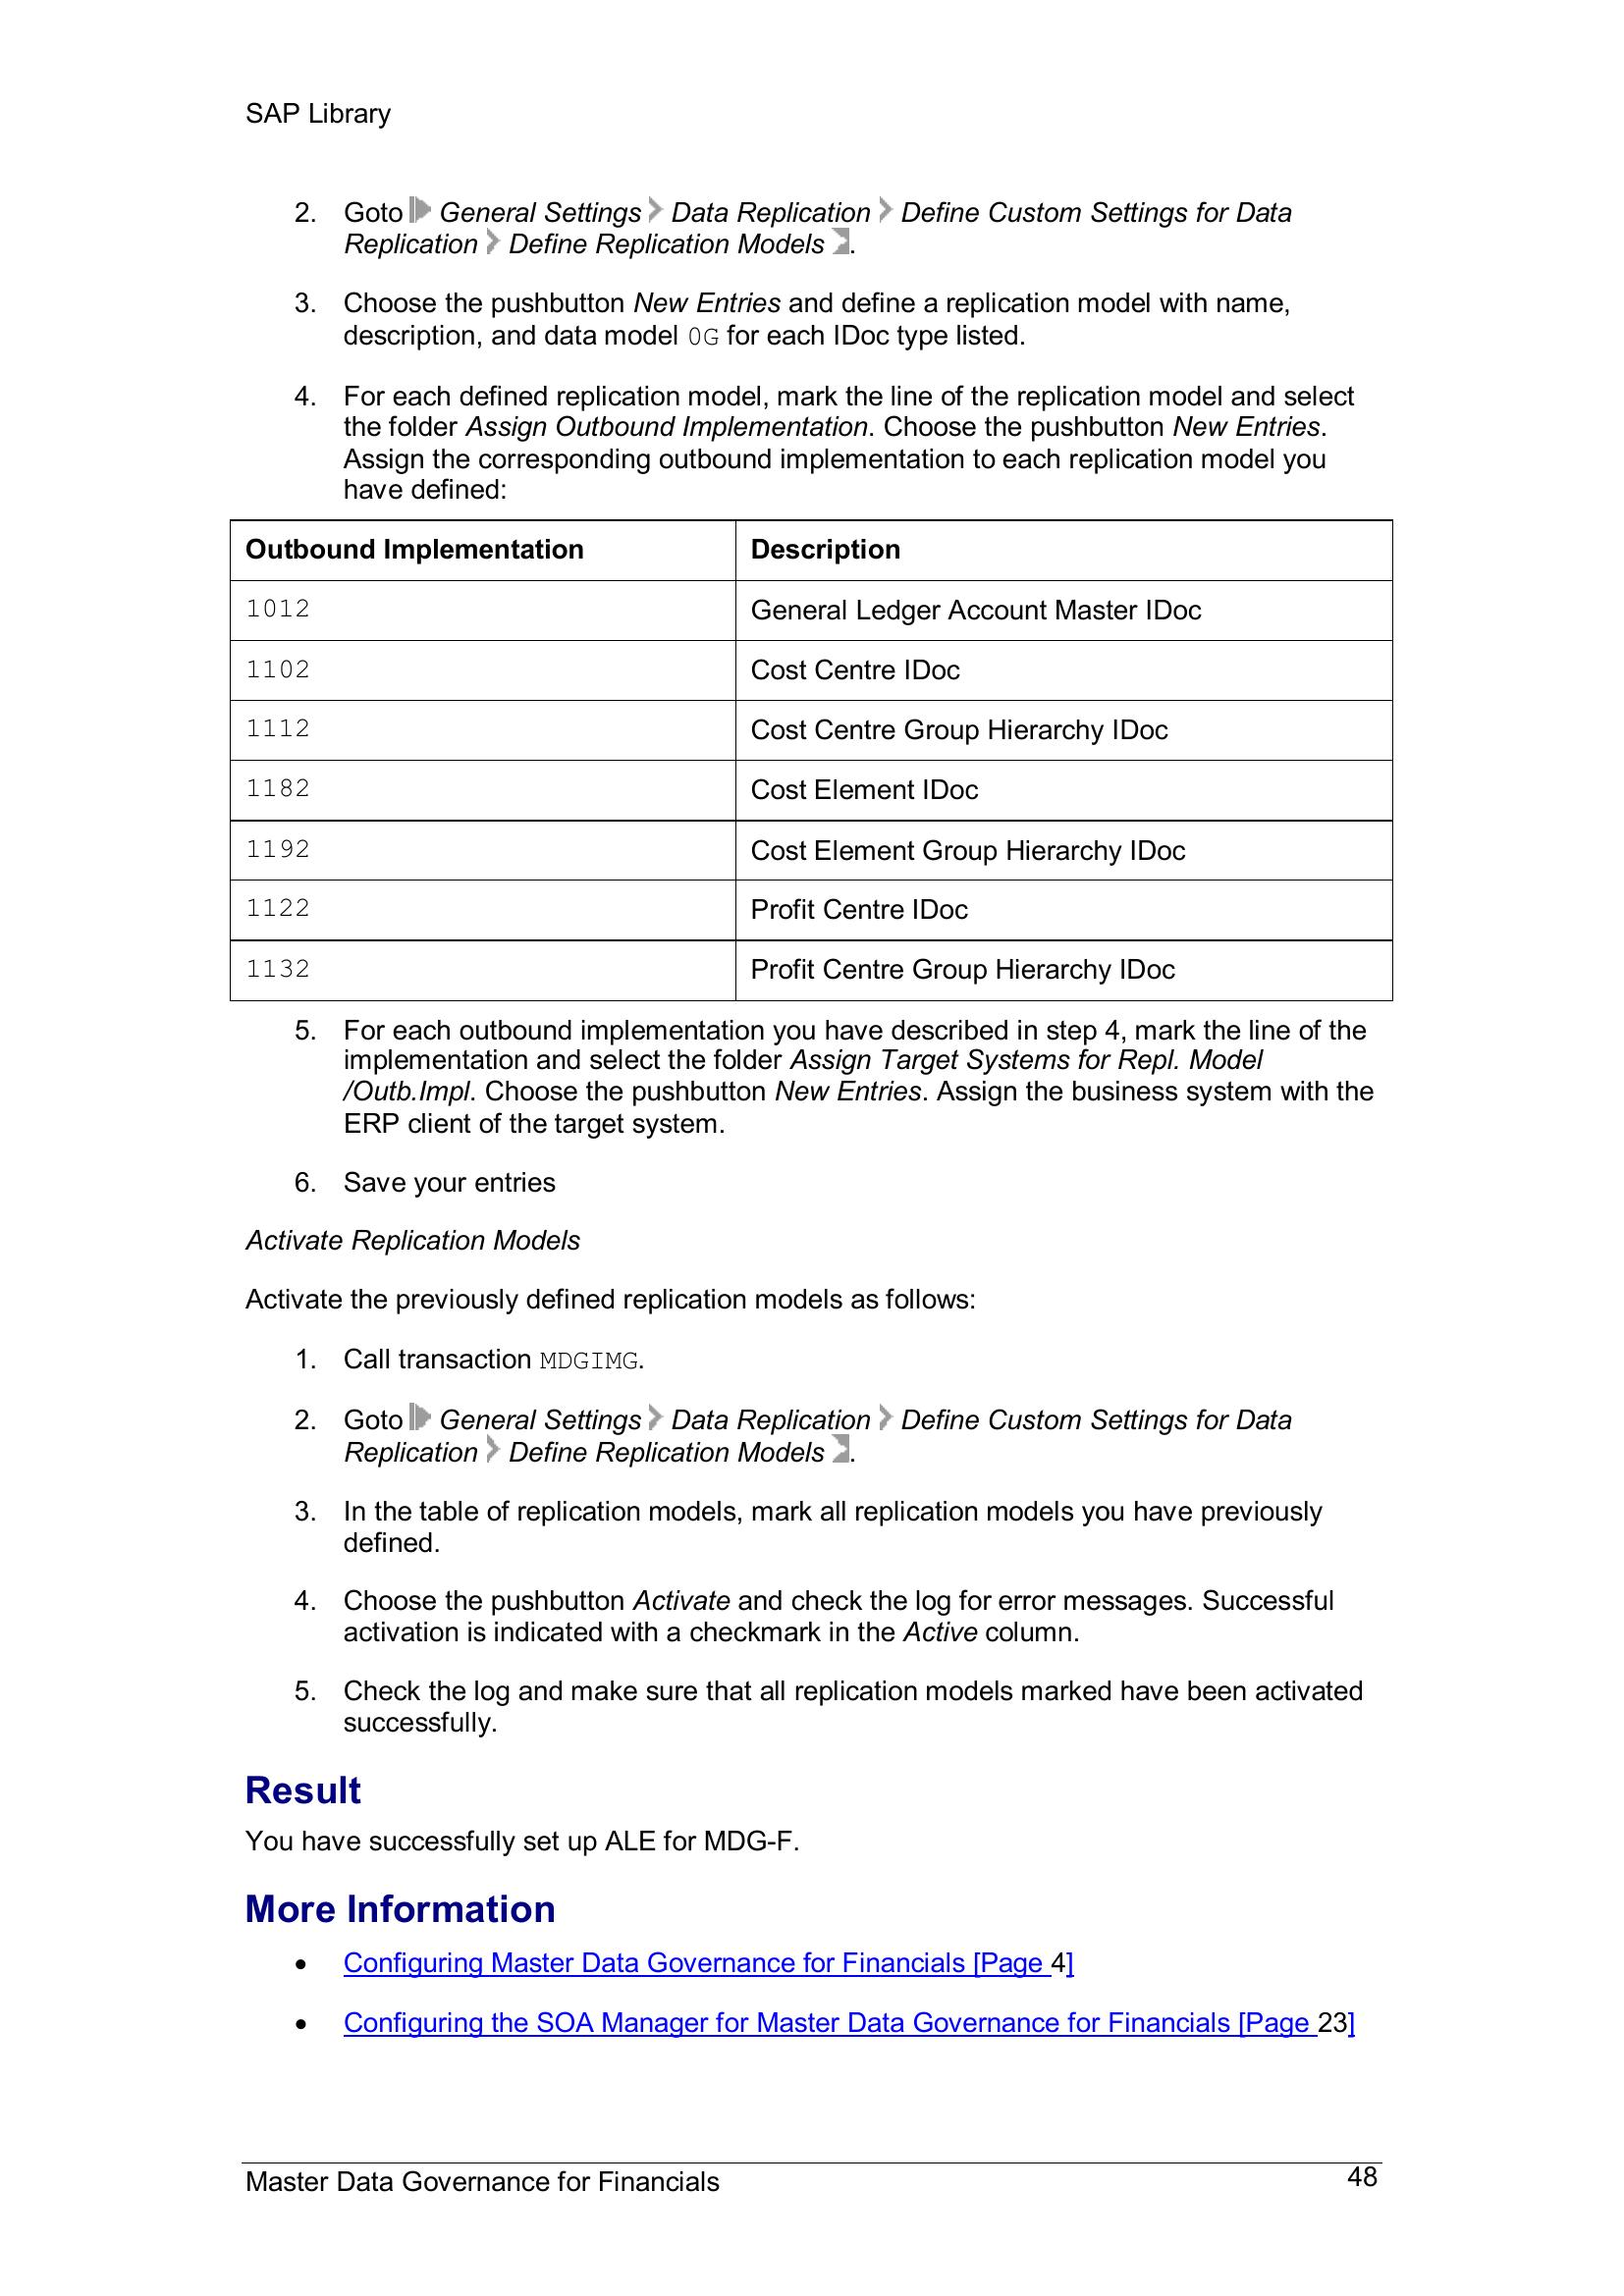 SAP Library
2. Goto General Settings Data Replication Define Custom Settings for Data
Replication Define Replication Models .
3. Choose the pushbutton New Entries and define a replication model with name,
description, and data model 0G for each IDoc type listed.
4. For each defined replication model, mark the line of the replication model and select
the folder Assign Outbound Implementation. Choose the pushbutton New Entries.
Assign the corresponding outbound implementation to each replication model you
have defined:
Outbound Implementation Description
1012 General Ledger Account Master IDoc
1102 Cost Centre IDoc
1112 Cost Centre Group Hierarchy IDoc
1182 Cost Element IDoc
1192 Cost Element Group Hierarchy IDoc
1122 Profit Centre IDoc
1132 Profit Centre Group Hierarchy IDoc
5. For each outbound implementation you have described in step 4, mark the line of the
implementation and select the folder Assign Target Systems for Repl. Model
/Outb.Impl. Choose the pushbutton New Entries. Assign the business system with the
ERP client of the target system.
6. Save your entries
Activate Replication Models
Activate the previously defined replication models as follows:
1. Call transaction MDGIMG.
2. Goto General Settings Data Replication Define Custom Settings for Data
Replication Define Replication Models .
3. In the table of replication models, mark all replication models you have previously
defined.
4. Choose the pushbutton Activate and check the log for error messages. Successful
activation is indicated with a checkmark in the Active column.
5. Check the log and make sure that all replication models marked have been activated
successfully.
Result
You have successfully set up ALE for MDG-F.
More Information
• Configuring Master Data Governance for Financials [Page 4]
• Configuring the SOA Manager for Master Data Governance for Financials [Page 23]
Master Data Governance for Financials 48